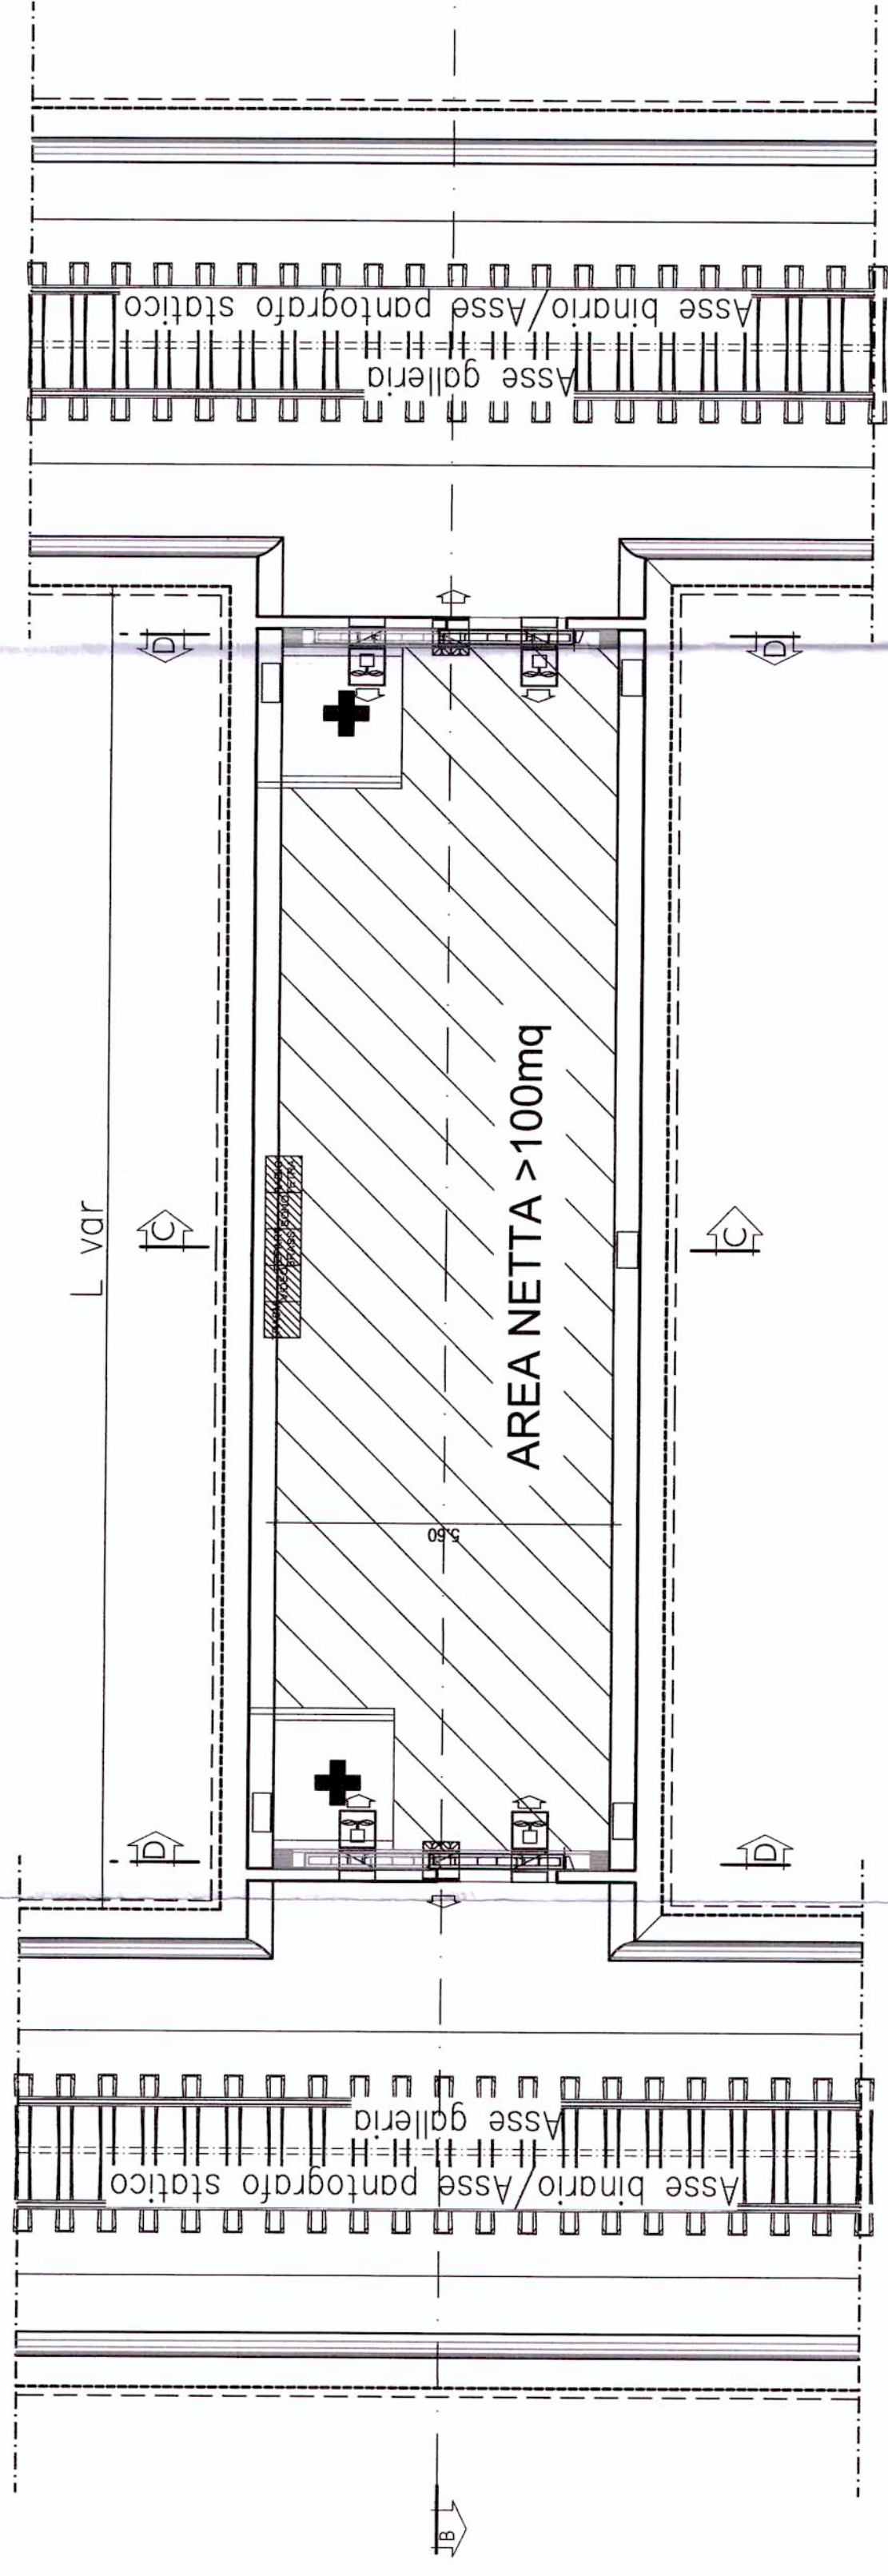 Asse binario/Asse pantografo statico
Asse galleria
D
D
L var
C
C
AREA NETTA >100mq
5,60
D
D
Asse galleria
Asse binario/Asse pantografo statico
B